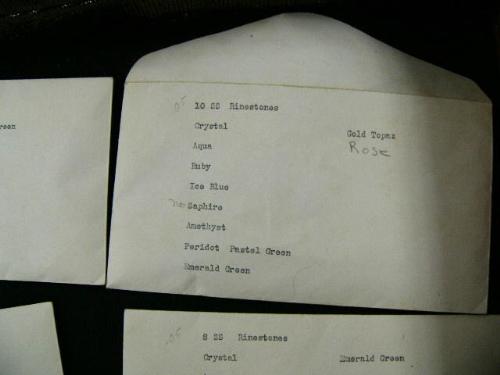 reen
10 SS Rinestones
Crystal
Gold Topaz
Rose
Aqua
Ruby
Ice Blue
Saphire
Amethyst
Peridot Pastel Green
Emerald Green
8 SS Rinestones
Crystal Emerald Green